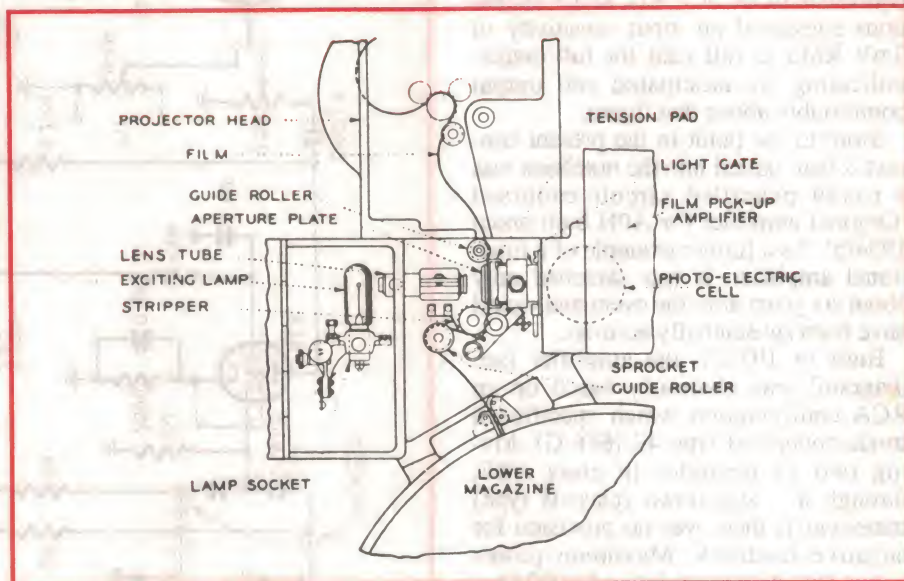 PROJECTOR HEAD
FILM
GUIDE ROLLER
APERTURE PLATE
LENS TUBE
EXCITING LAMP
STRIPPER
LAMP SOCKET
TENSION PAD
LIGHT GATE
FILM PICK-UP
AMPLIFIER
PHOTO-ELECTRIC
CELL
SPROCKET
GUIDE ROLLER
LOWER
MAGAZINE